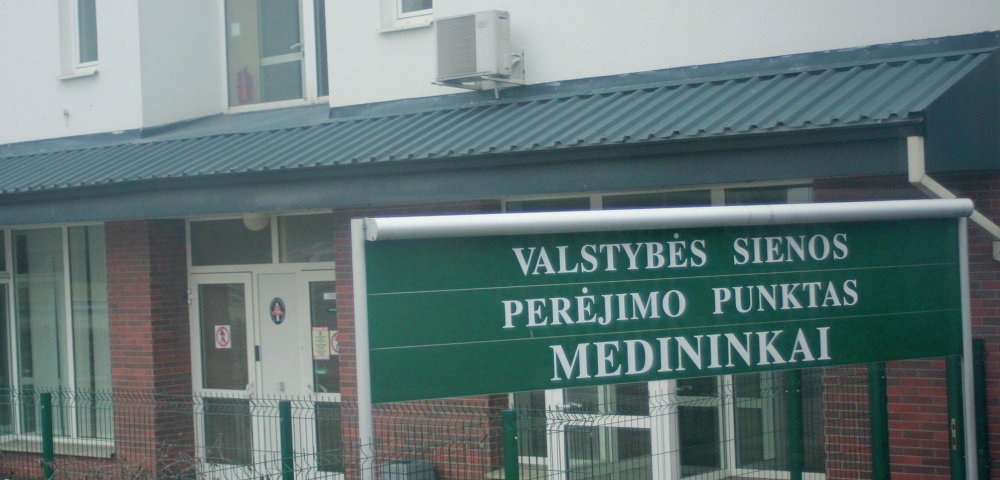 VALSTYBĖS SIENOS
PERĖJIMO PUNKTAS
MEDININKAI